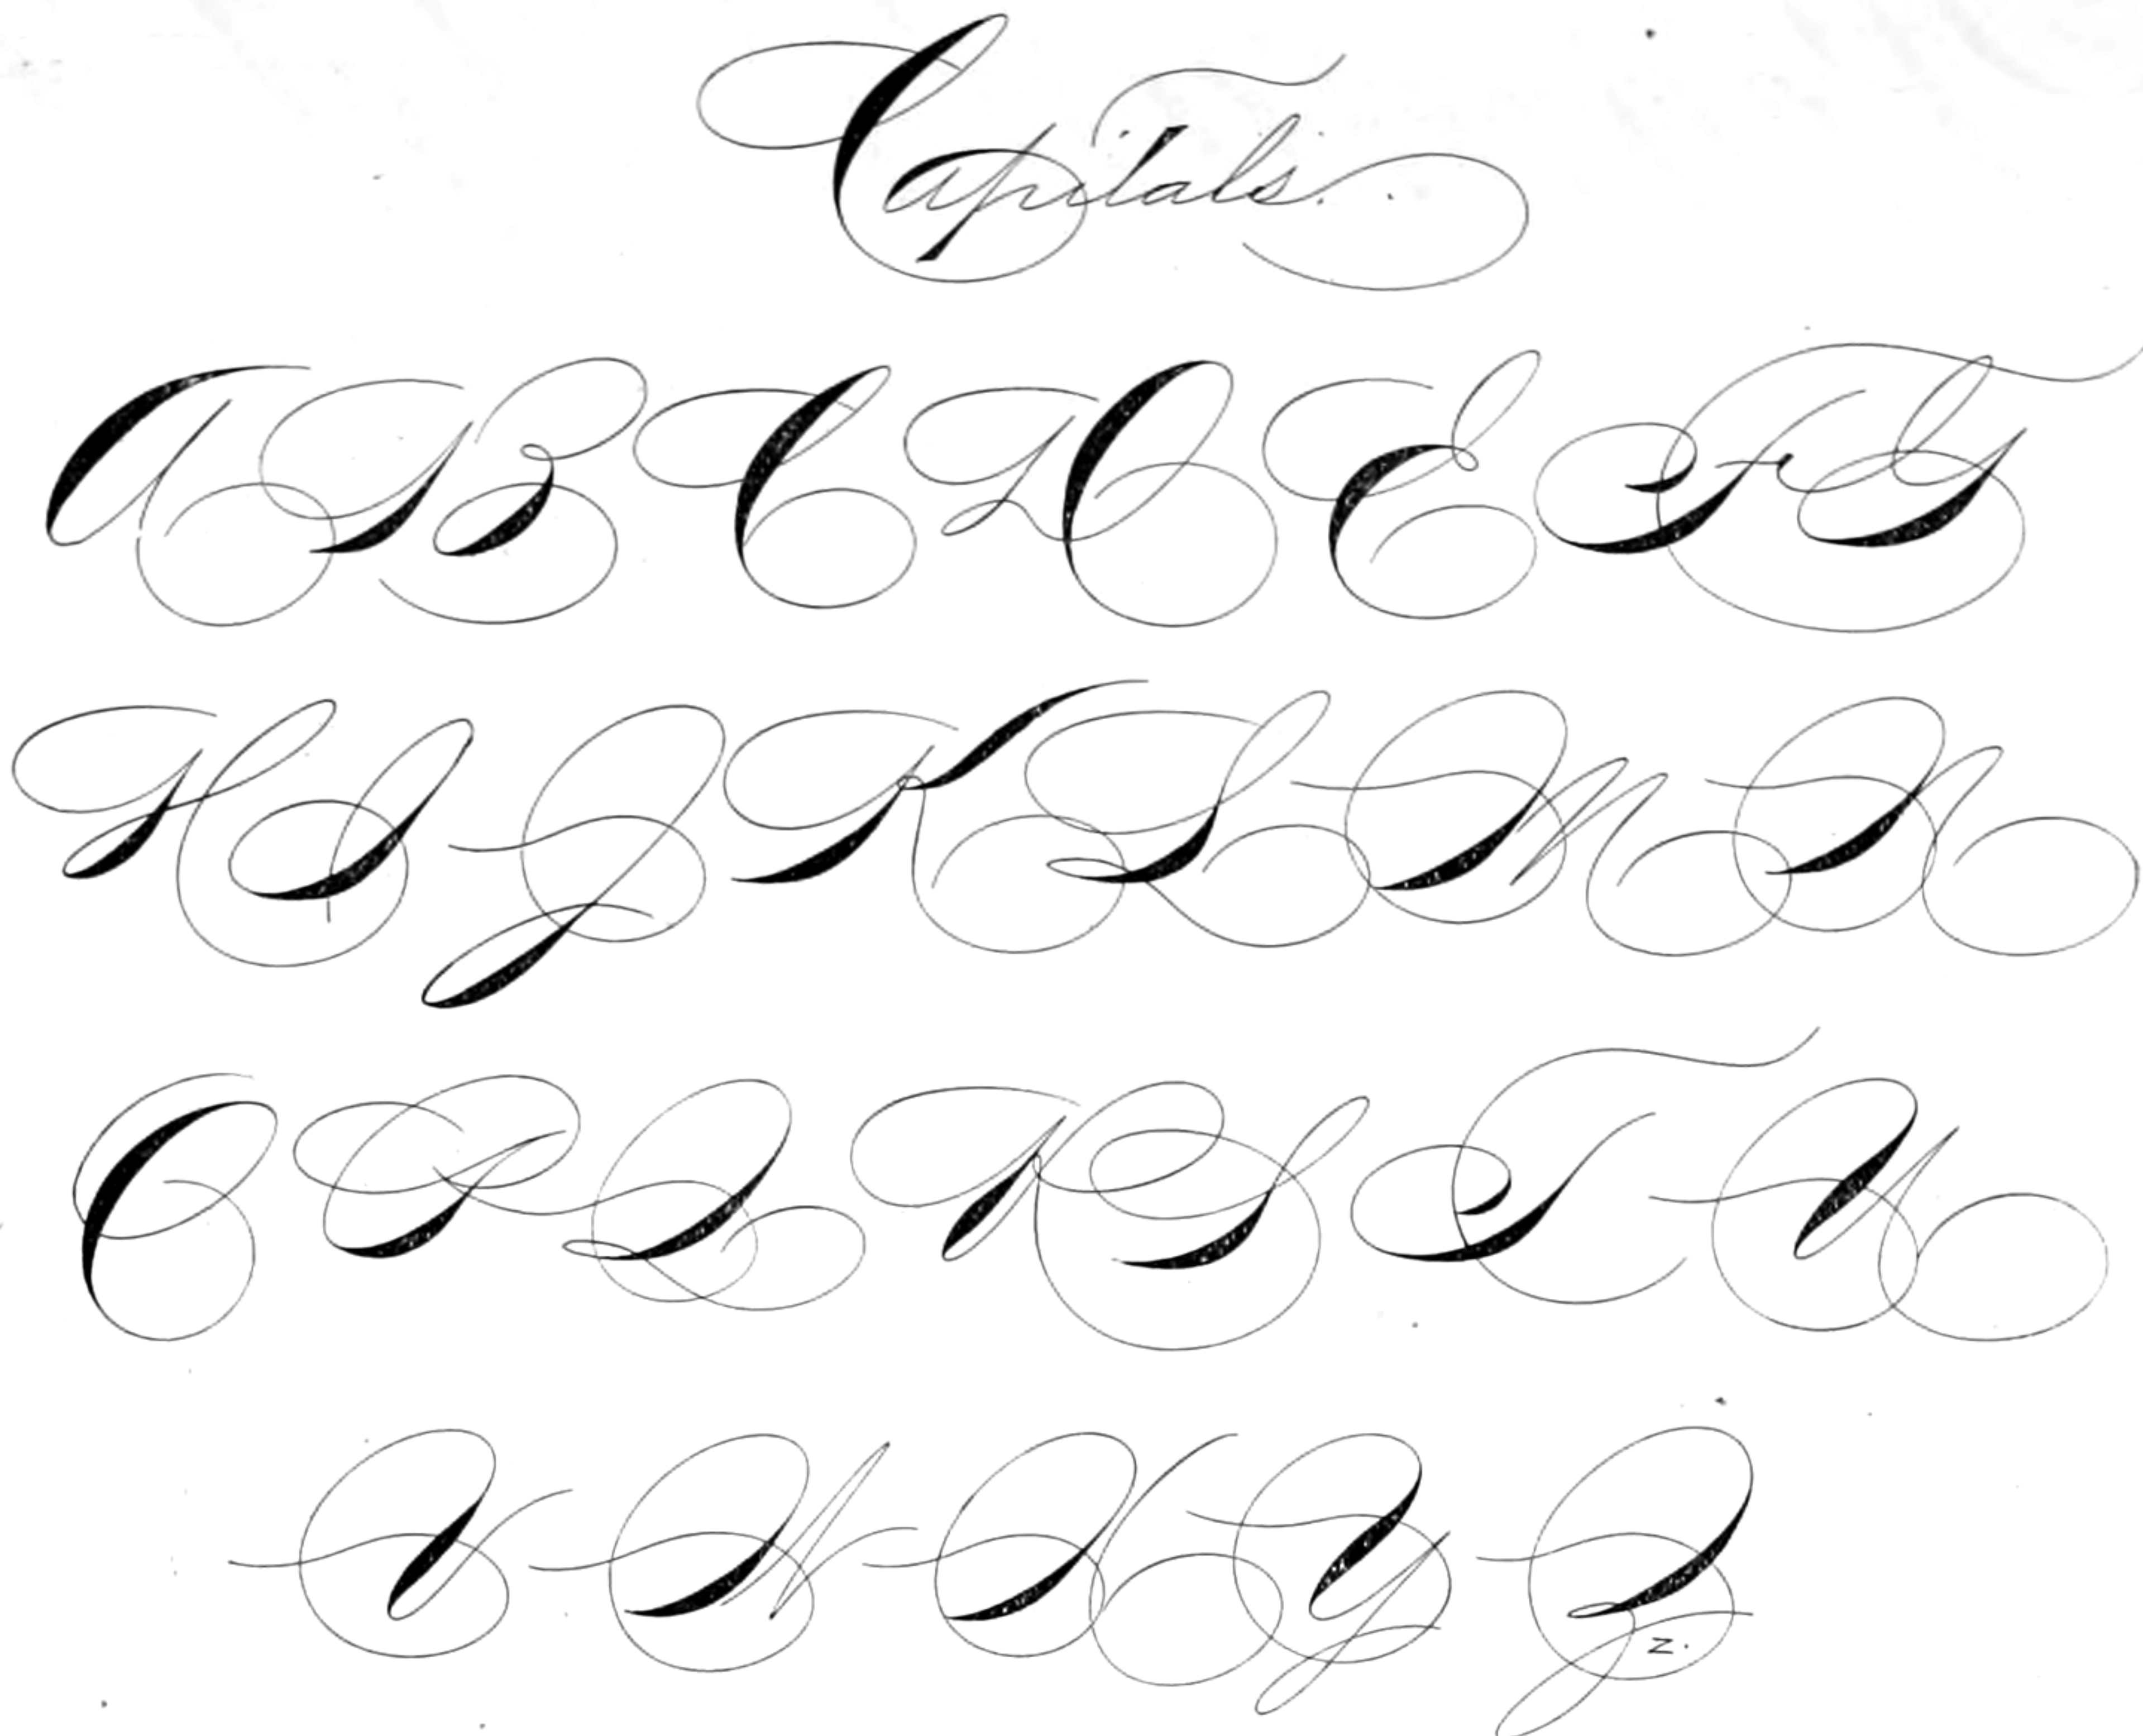 Capitals.
A B C D E F G
H I J K L M N
O P Q R S T U
V W X Y Z
z.